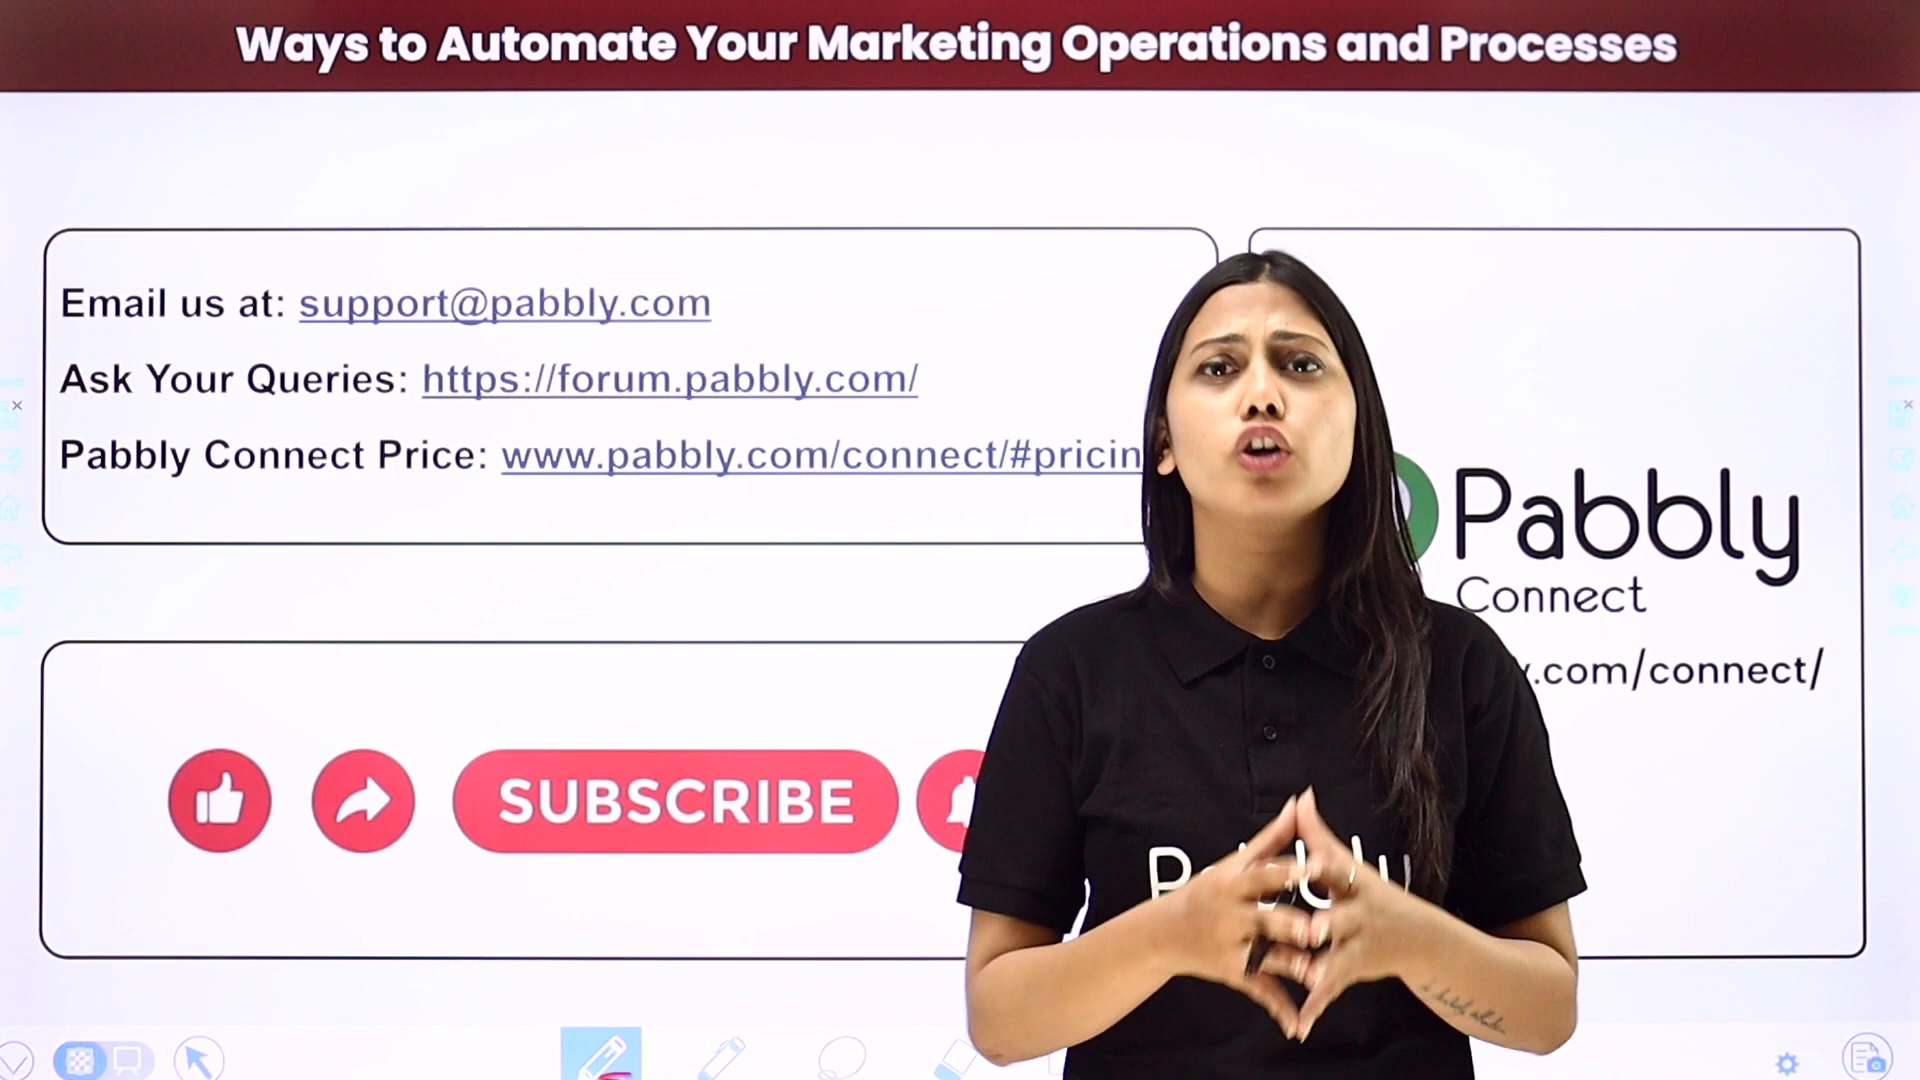 Ways to Automate Your Marketing Operations and Processes
Email us at: support@pabbly.com
Ask Your Queries: https://forum.pabbly.com/
Pabbly Connect Price: www.pabbly.com/connect/#pricin
Pabbly
Connect
.com/connect/
SUBSCRIBE